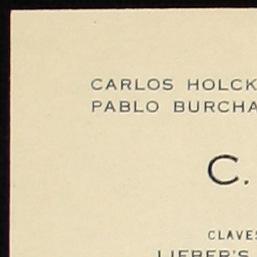 CARLOS HOLCK
PABLO BURCHA
C.
CLAVES
LIEBER'S